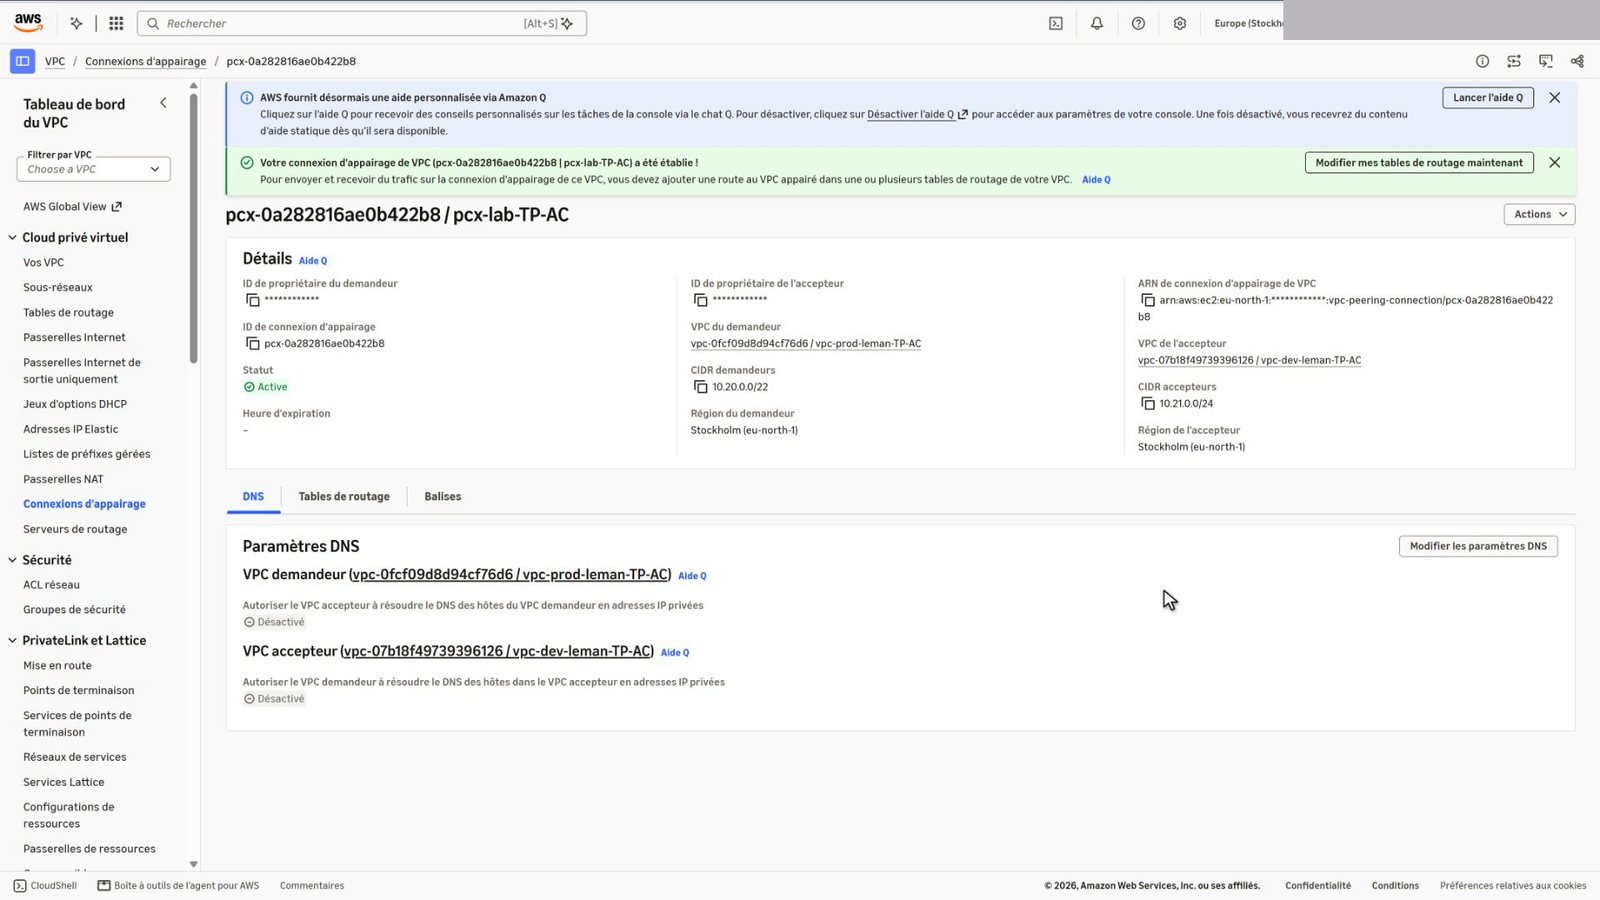 aws
Rechercher
[Alt+S]
Europe (Stockh
VPC / Connexions d'appairage / pcx-0a282816ae0b422b8
Tableau de bord
du VPC
Filtrer par VPC
Choose a VPC
AWS Global View
Cloud privé virtuel
Vos VPC
Sous-réseaux
Tables de routage
Passerelles Internet
Passerelles Internet de
sortie uniquement
Jeux d'options DHCP
Adresses IP Elastic
Listes de préfixes gérées
Passerelles NAT
Connexions d'appairage
Serveurs de routage
Sécurité
ACL réseau
Groupes de sécurité
PrivateLink et Lattice
Mise en route
Points de terminaison
Services de points de
terminaison
Réseaux de services
Services Lattice
Configurations de
ressources
Passerelles de ressources
AWS fournit désormais une aide personnalisée via Amazon Q
Cliquez sur l'aide Q pour recevoir des conseils personnalisés sur les tâches de la console via le chat Q. Pour désactiver, cliquez sur Désactiver l'aide Q pour accéder aux paramètres de votre console. Une fois désactivé, vous recevrez du contenu
d'aide statique dès qu'il sera disponible.
Lancer l'aide Q
Votre connexion d'appairage de VPC (pcx-0a282816ae0b422b8 | pcx-lab-TP-AC) a été établie !
Pour envoyer et recevoir du trafic sur la connexion d'appairage de ce VPC, vous devez ajouter une route au VPC appairé dans une ou plusieurs tables de routage de votre VPC. Aide Q
Modifier mes tables de routage maintenant
pcx-0a282816ae0b422b8 / pcx-lab-TP-AC
Actions
Détails Aide Q
ID de propriétaire du demandeur
************
ID de connexion d'appairage
pcx-0a282816ae0b422b8
Statut
Active
Heure d'expiration
–
ID de propriétaire de l'accepteur
************
VPC du demandeur
vpc-0fcf09d8d94cf76d6 / vpc-prod-leman-TP-AC
CIDR demandeurs
10.20.0.0/22
Région du demandeur
Stockholm (eu-north-1)
ARN de connexion d'appairage de VPC
arn:aws:ec2:eu-north-1:************:vpc-peering-connection/pcx-0a282816ae0b422
b8
VPC de l'accepteur
vpc-07b18f49739396126 / vpc-dev-leman-TP-AC
CIDR accepteurs
10.21.0.0/24
Région de l'accepteur
Stockholm (eu-north-1)
DNS
Tables de routage
Balises
Paramètres DNS
Modifier les paramètres DNS
VPC demandeur (vpc-0fcf09d8d94cf76d6 / vpc-prod-leman-TP-AC) Aide Q
Autoriser le VPC accepteur à résoudre le DNS des hôtes du VPC demandeur en adresses IP privées
Désactivé
VPC accepteur (vpc-07b18f49739396126 / vpc-dev-leman-TP-AC) Aide Q
Autoriser le VPC demandeur à résoudre le DNS des hôtes dans le VPC accepteur en adresses IP privées
Désactivé
CloudShell
Boîte à outils de l'agent pour AWS
Commentaires
© 2026, Amazon Web Services, Inc. ou ses affiliés.
Confidentialité
Conditions
Préférences relatives aux cookies